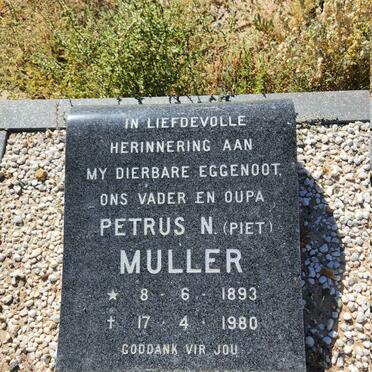 IN LIEFDEVOLLE
HERINNERING AAN
MY DIERBARE EGGENOOT,
ONS VADER EN OUPA
PETRUS N. (PIET)
MULLER
★ 8 · 6 · 1893
† 17 · 4 · 1980
GODDANK VIR JOU